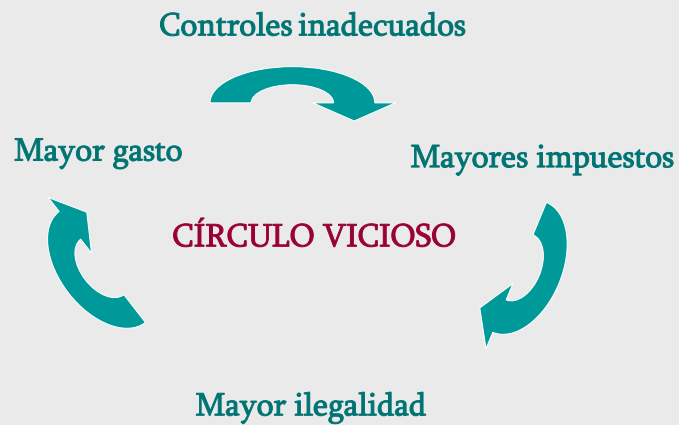 Controles inadecuados
Mayor gasto
Mayores impuestos
CÍRCULO VICIOSO
Mayor ilegalidad